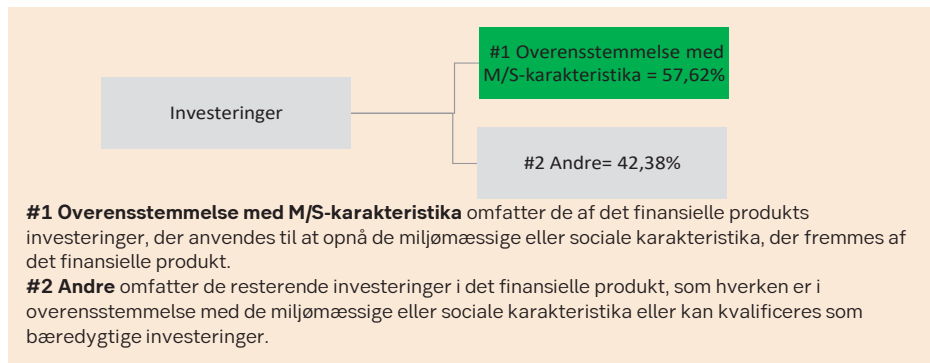 #1 Overensstemmelse med
M/S-karakteristika = 57,62%
Investeringer
#2 Andre= 42,38%
#1 Overensstemmelse med M/S-karakteristika omfatter de af det finansielle produkts
investeringer, der anvendes til at opnå de miljømæssige eller sociale karakteristika, der fremmes af
det finansielle produkt.
#2 Andre omfatter de resterende investeringer i det finansielle produkt, som hverken er i
overensstemmelse med de miljømæssige eller sociale karakteristika eller kan kvalificeres som
bæredygtige investeringer.